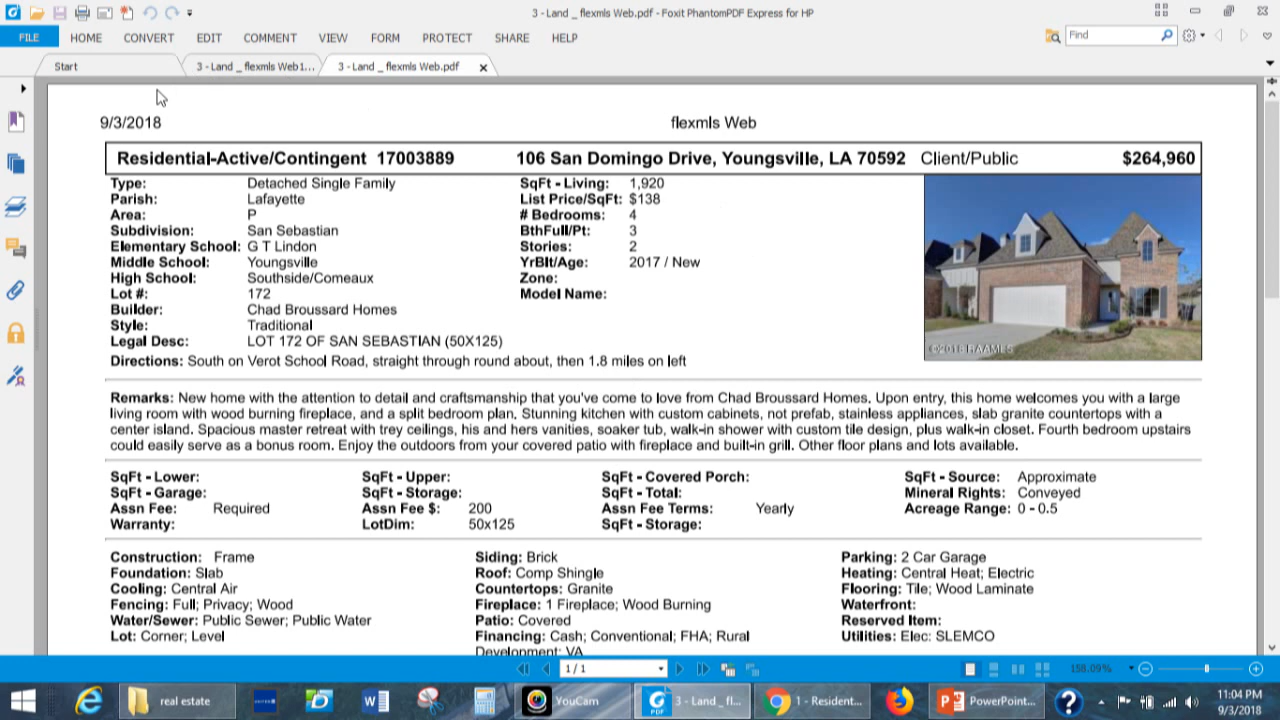 3 - Land _ flexmls Web.pdf - Foxit PhantomPDF Express for HP
FILE HOME CONVERT EDIT COMMENT VIEW FORM PROTECT SHARE HELP Find
Start 3 - Land _ flexmls Web1... 3 - Land _ flexmls Web.pdf
9/3/2018 flexmls Web
Residential-Active/Contingent 17003889 106 San Domingo Drive, Youngsville, LA 70592 Client/Public $264,960
Type: Detached Single Family SqFt - Living: 1,920
Parish: Lafayette List Price/SqFt: $138
Area: P # Bedrooms: 4
Subdivision: San Sebastian BthFull/Pt: 3
Elementary School: G T Lindon Stories: 2
Middle School: Youngsville YrBlt/Age: 2017 / New
High School: Southside/Comeaux Zone:
Lot #: 172 Model Name:
Builder: Chad Broussard Homes
Style: Traditional
Legal Desc: LOT 172 OF SAN SEBASTIAN (50X125)
©2018 RAAMLS
Directions: South on Verot School Road, straight through round about, then 1.8 miles on left
Remarks: New home with the attention to detail and craftsmanship that you've come to love from Chad Broussard Homes. Upon entry, this home welcomes you with a large
living room with wood burning fireplace, and a split bedroom plan. Stunning kitchen with custom cabinets, not prefab, stainless appliances, slab granite countertops with a
center island. Spacious master retreat with trey ceilings, his and hers vanities, soaker tub, walk-in shower with custom tile design, plus walk-in closet. Fourth bedroom upstairs
could easily serve as a bonus room. Enjoy the outdoors from your covered patio with fireplace and built-in grill. Other floor plans and lots available.
SqFt - Lower: SqFt - Upper: SqFt - Covered Porch: SqFt - Source: Approximate
SqFt - Garage: SqFt - Storage: SqFt - Total: Mineral Rights: Conveyed
Assn Fee: Required Assn Fee $: 200 Assn Fee Terms: Yearly Acreage Range: 0 - 0.5
Warranty: LotDim: 50x125 SqFt - Storage:
Construction: Frame Siding: Brick Parking: 2 Car Garage
Foundation: Slab Roof: Comp Shingle Heating: Central Heat; Electric
Cooling: Central Air Countertops: Granite Flooring: Tile; Wood Laminate
Fencing: Full; Privacy; Wood Fireplace: 1 Fireplace; Wood Burning Waterfront:
Water/Sewer: Public Sewer; Public Water Patio: Covered Reserved Item:
Lot: Corner; Level Financing: Cash; Conventional; FHA; Rural Utilities: Elec: SLEMCO
Development; VA
1 / 1 158.09%
real estate YouCam 3 - Land _ fl... 1 - Resident... PowerPoint... 11:04 PM
9/3/2018